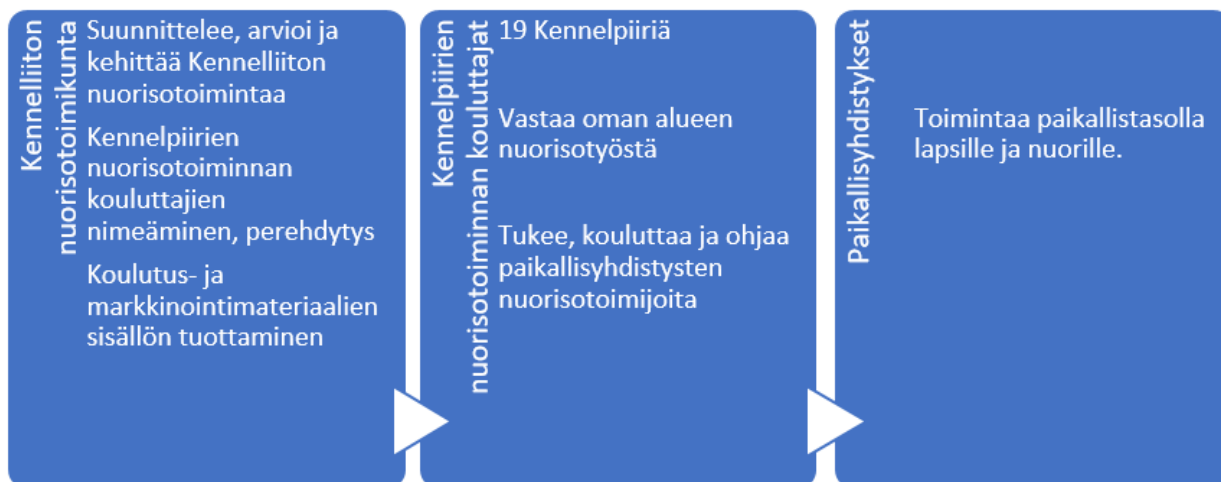 Kennelliiton
nuorisotoimikunta
Suunnittelee, arvioi ja
kehittää Kennelliiton
nuorisotoimintaa
Kennelpiirien
nuorisotoiminnan
kouluttajien
nimeäminen, perehdytys
Koulutus- ja
markkinointimateriaalien
sisällön tuottaminen
Kennelpiirien
nuorisotoiminnan kouluttajat
19 Kennelpiiriä
Vastaa oman alueen
nuorisotyöstä
Tukee, kouluttaa ja ohjaa
paikallisyhdistysten
nuorisotoimijoita
Paikallisyhdistykset
Toimintaa paikallistasolla
lapsille ja nuorille.